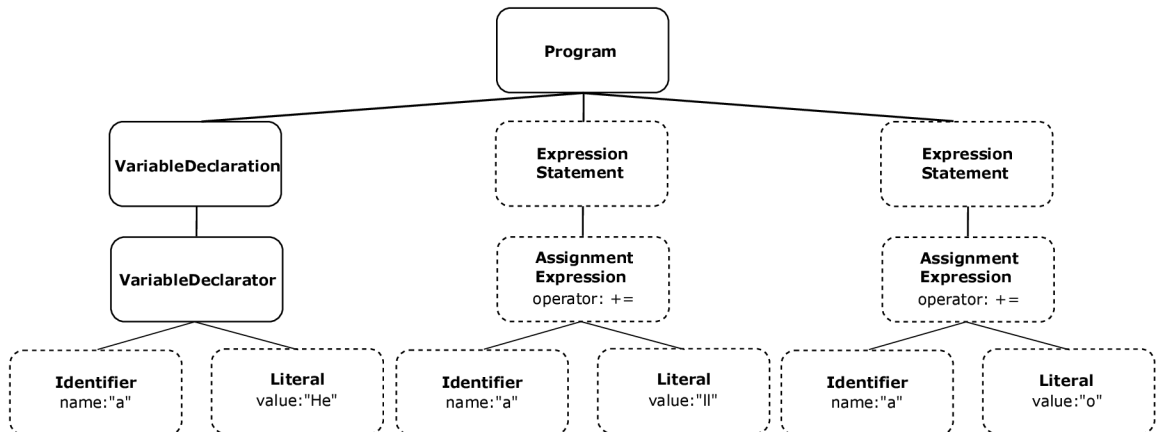 Program
VariableDeclaration
Expression
Statement
Expression
Statement
VariableDeclarator
Assignment
Expression
operator: +=
Assignment
Expression
operator: +=
Identifier
name:"a"
Literal
value:"He"
Identifier
name:"a"
Literal
value:"ll"
Identifier
name:"a"
Literal
value:"o"